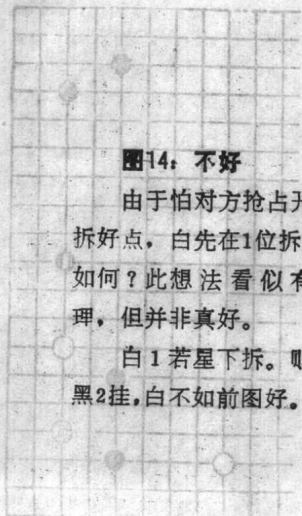 图14：不好
由于怕对方抢占
拆好点，白先在1位拆
如何？此想法看似有
理，但并非真好。
白1若星下拆。
黑2挂，白不如前图好。